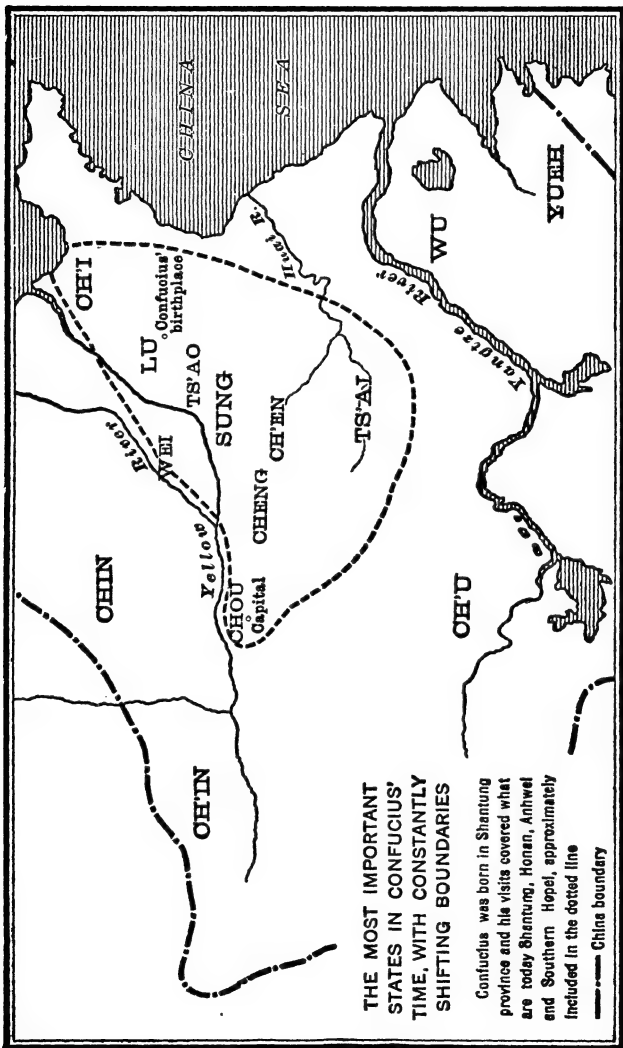 CHINA
SEA
CH'I
LU
Confucius'
birthplace
TS'AO
WEI
SUNG
River
Yellow
CHIN
CH'IN
CHOU
Capital
CHENG
CH'EN
TS'AI
Huai R.
WU
YUEH
River
Yangtze
CH'U
THE MOST IMPORTANT
STATES IN CONFUCIUS'
TIME, WITH CONSTANTLY
SHIFTING BOUNDARIES
Confucius was born in Shantung
province and his visits covered what
are today Shantung, Honan, Anhwei
and Southern Hopei, approximately
included in the dotted line
China boundary